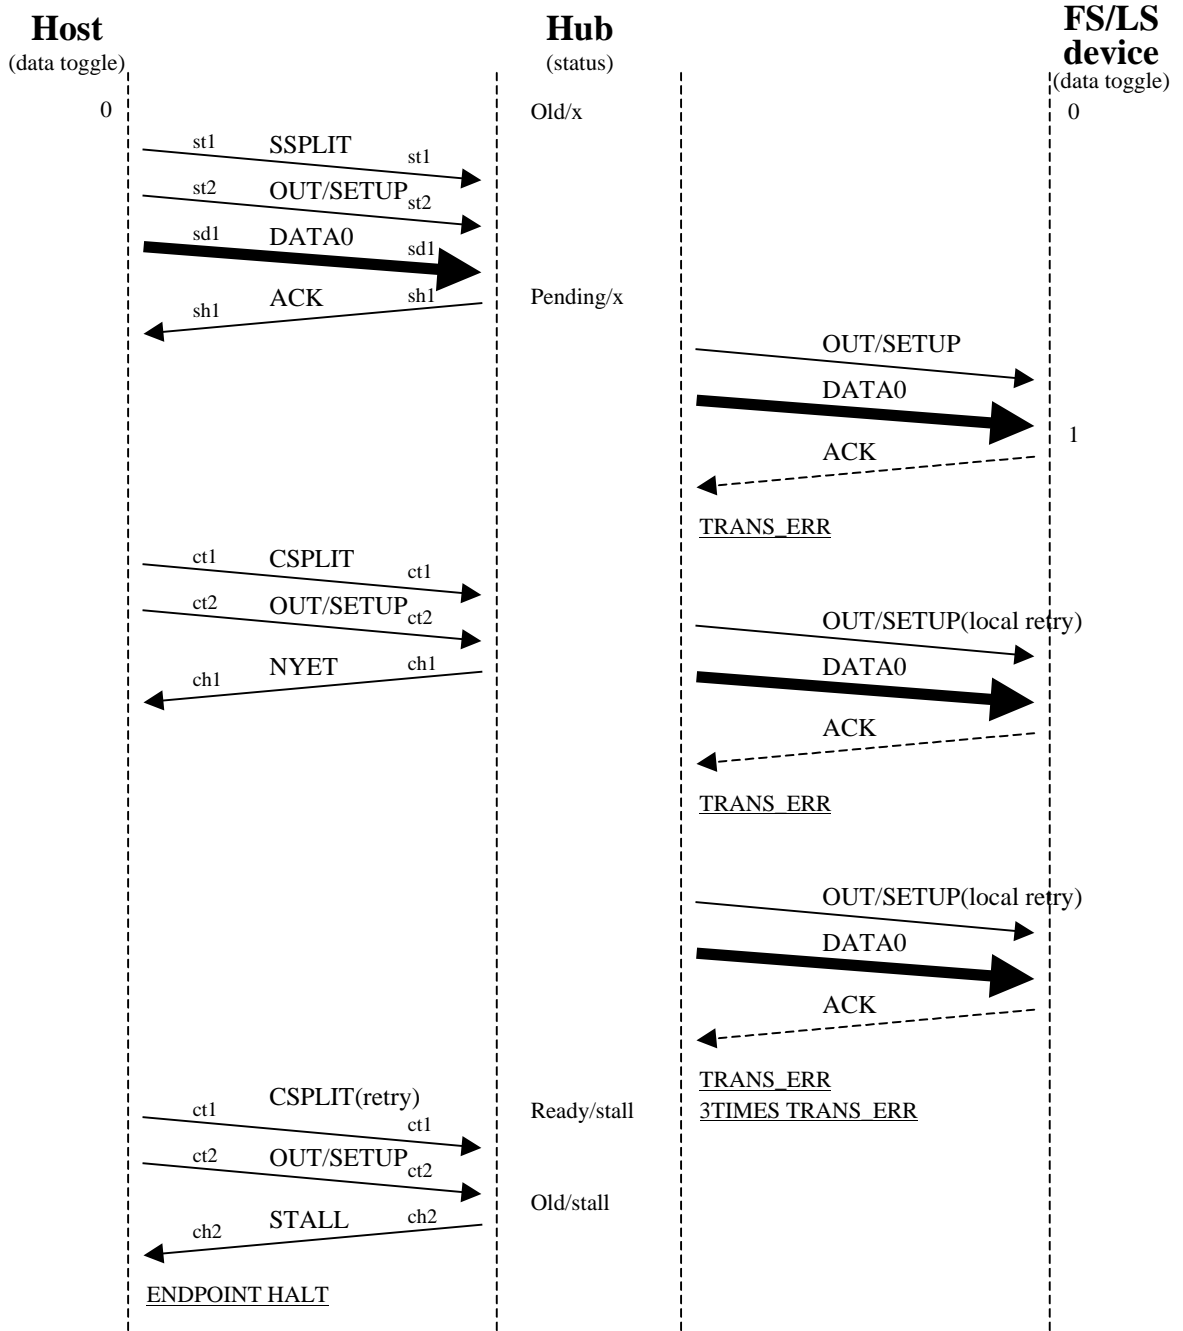 Host
(data toggle)
Hub
(status)
FS/LS
device
(data toggle)
0
Old/x
0
st1 SSPLIT st1
st2 OUT/SETUP st2
sd1 DATA0 sd1
sh1 ACK sh1
Pending/x
OUT/SETUP
DATA0
1
ACK
TRANS_ERR
ct1 CSPLIT ct1
ct2 OUT/SETUP ct2
ch1 NYET ch1
OUT/SETUP(local retry)
DATA0
ACK
TRANS_ERR
OUT/SETUP(local retry)
DATA0
ACK
TRANS_ERR
3TIMES TRANS_ERR
ct1 CSPLIT(retry) ct1
Ready/stall
ct2 OUT/SETUP ct2
Old/stall
ch2 STALL ch2
ENDPOINT HALT